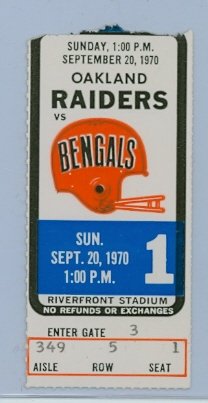 SUNDAY, 1:00 P.M.
SEPTEMBER 20, 1970
OAKLAND
RAIDERS
VS
BENGALS
SUN.
SEPT. 20, 1970
1:00 P.M.
1
RIVERFRONT STADIUM
NO REFUNDS OR EXCHANGES
ENTER GATE 3
349 5 1
AISLE ROW SEAT